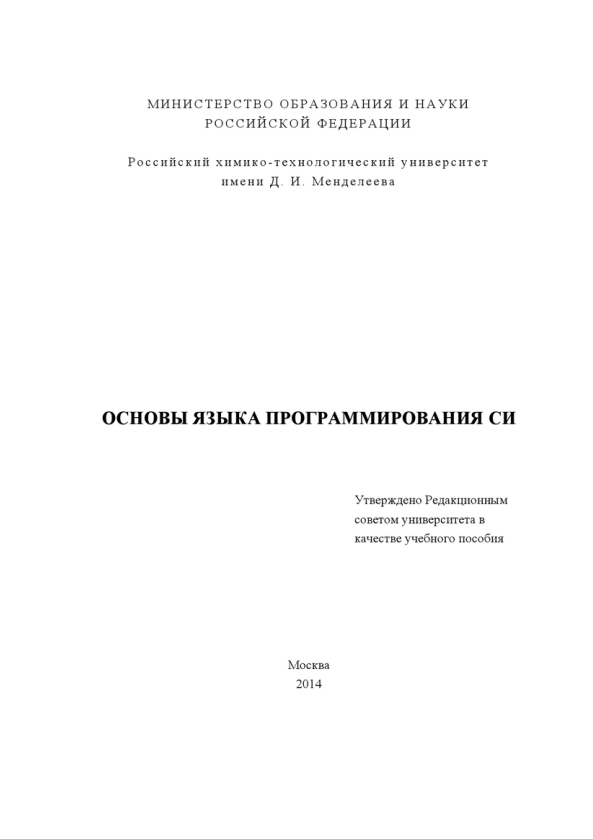 МИНИСТЕРСТВО ОБРАЗОВАНИЯ И НАУКИ
РОССИЙСКОЙ ФЕДЕРАЦИИ
Российский химико-технологический университет
имени Д. И. Менделеева
ОСНОВЫ ЯЗЫКА ПРОГРАММИРОВАНИЯ СИ
Утверждено Редакционным
советом университета в
качестве учебного пособия
Москва
2014